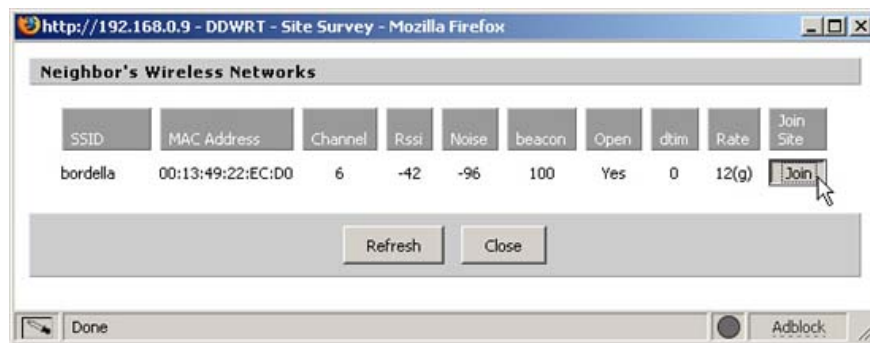 http://192.168.0.9 - DDWRT - Site Survey - Mozilla Firefox
Neighbor's Wireless Networks
SSID MAC Address Channel Rssi Noise beacon Open dtim Rate Join Site
bordella 00:13:49:22:EC:D0 6 -42 -96 100 Yes 0 12(g) Join
Refresh Close
Done Adblock